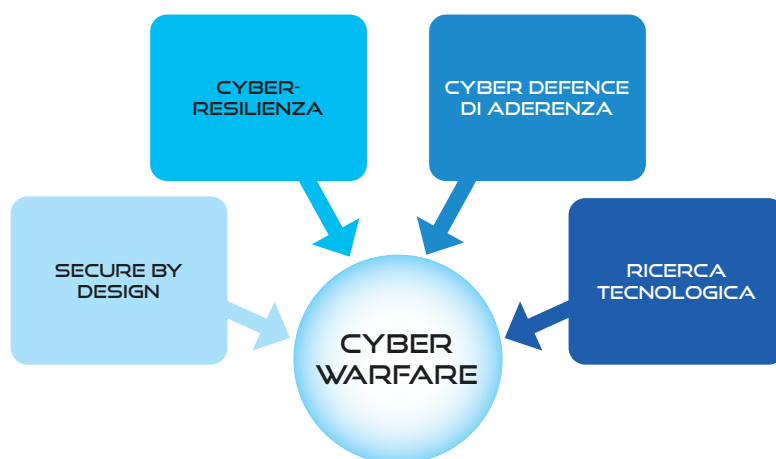 CYBER-
RESILIENZA
CYBER DEFENCE
DI ADERENZA
SECURE BY
DESIGN
RICERCA
TECNOLOGICA
CYBER
WARFARE